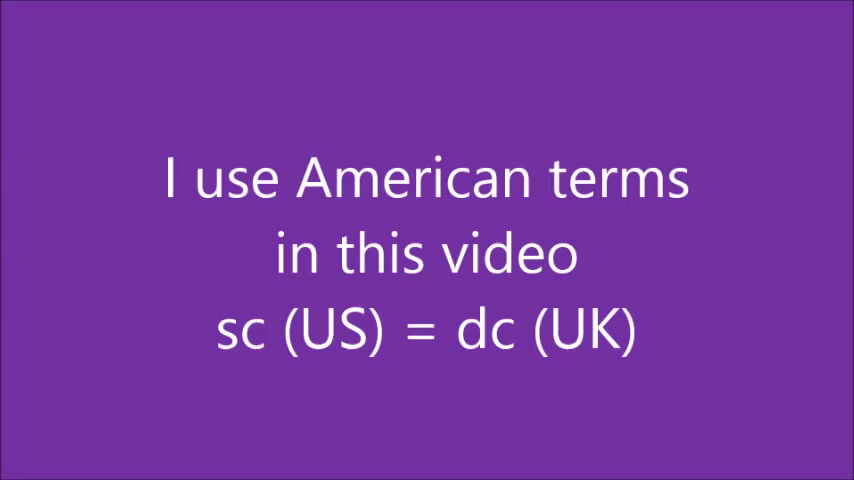 I use American terms
in this video
sc (US) = dc (UK)